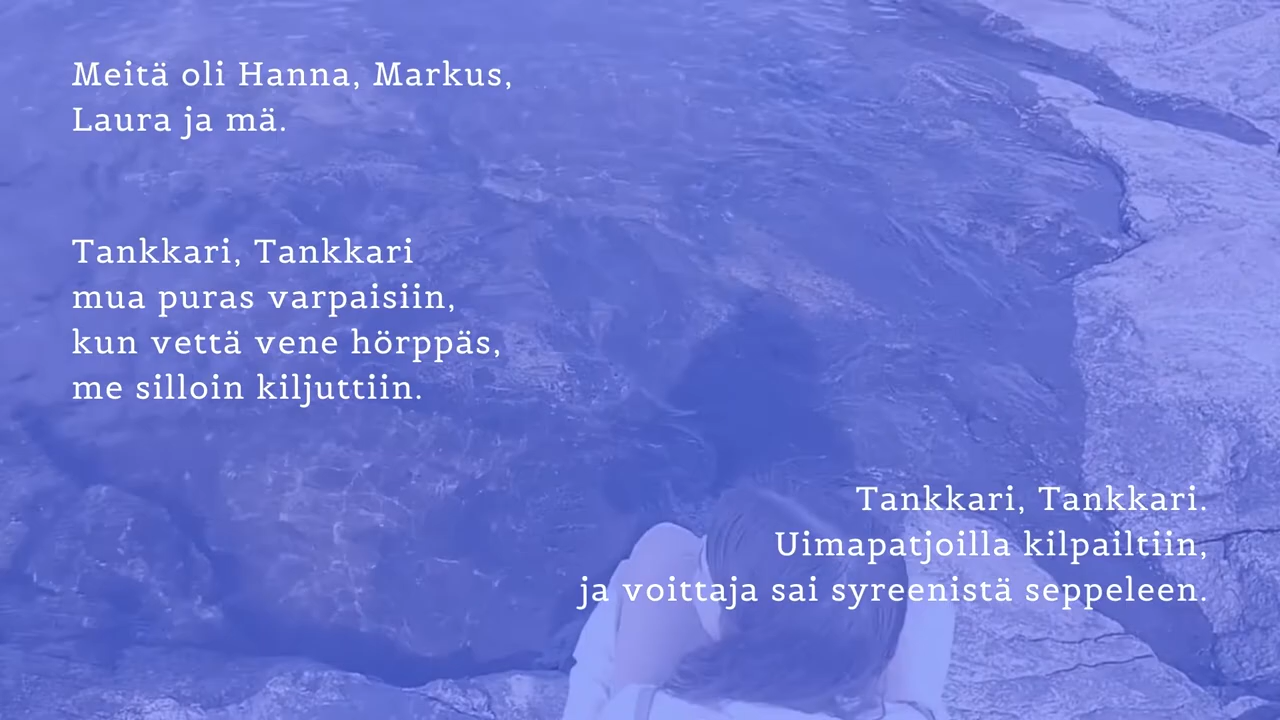 Meitä oli Hanna, Markus,
Laura ja mä.
Tankkari, Tankkari
mua puras varpaisiin,
kun vettä vene hörppäs,
me silloin kiljuttiin.
Tankkari, Tankkari.
Uimapatjoilla kilpailtiin,
ja voittaja sai syreenistä seppeleen.